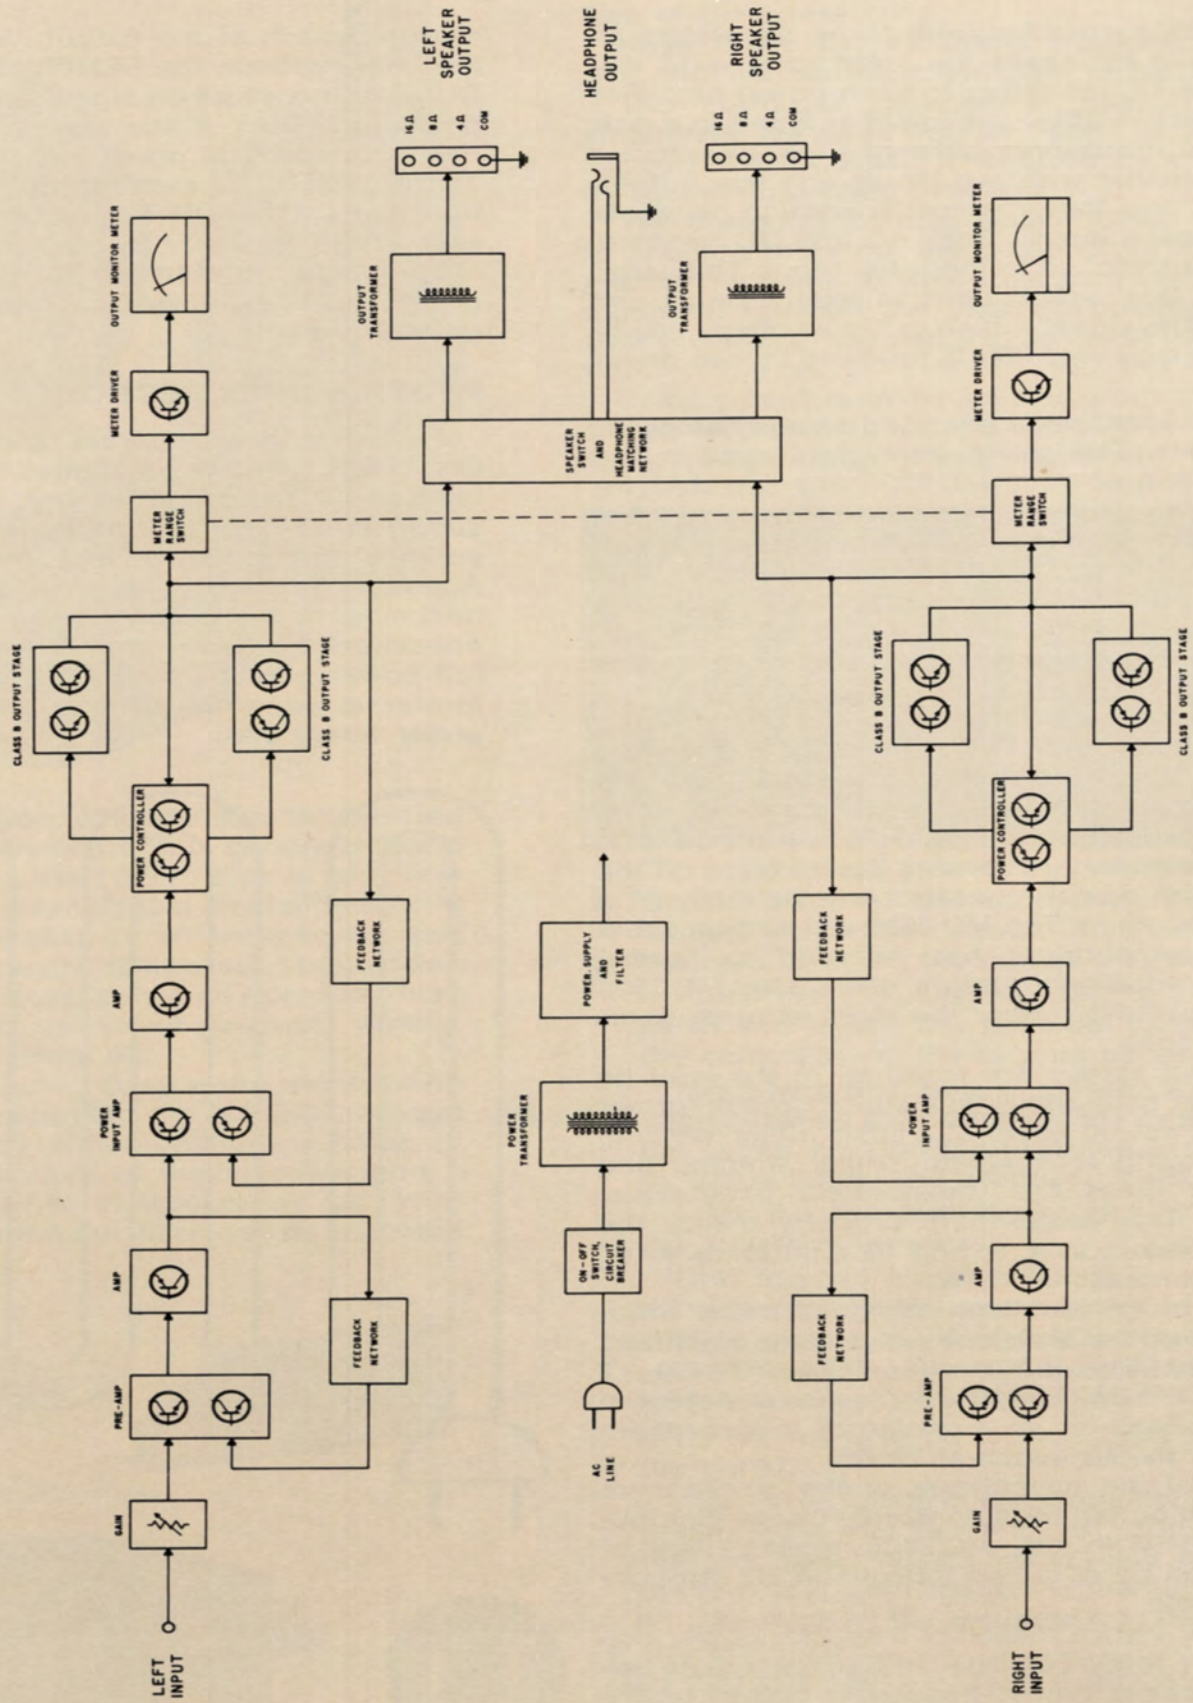 LEFT
INPUT
GAIN
PRE-AMP
AMP
FEEDBACK
NETWORK
POWER
INPUT AMP
AMP
FEEDBACK
NETWORK
POWER CONTROLLER
CLASS B OUTPUT STAGE
CLASS B OUTPUT STAGE
METER
RANGE
SWITCH
METER DRIVER
OUTPUT MONITOR METER
OUTPUT
TRANSFORMER
16Ω
8Ω
4Ω
COM
LEFT
SPEAKER
OUTPUT
AC
LINE
ON-OFF
SWITCH,
CIRCUIT
BREAKER
POWER
TRANSFORMER
POWER SUPPLY
AND
FILTER
SPEAKER
SWITCH
AND
HEADPHONE
MATCHING
NETWORK
HEADPHONE
OUTPUT
OUTPUT
TRANSFORMER
16Ω
8Ω
4Ω
COM
RIGHT
SPEAKER
OUTPUT
RIGHT
INPUT
GAIN
PRE-AMP
FEEDBACK
NETWORK
AMP
POWER
INPUT AMP
AMP
FEEDBACK
NETWORK
POWER CONTROLLER
CLASS B OUTPUT STAGE
CLASS B OUTPUT STAGE
METER
RANGE
SWITCH
METER DRIVER
OUTPUT MONITOR METER